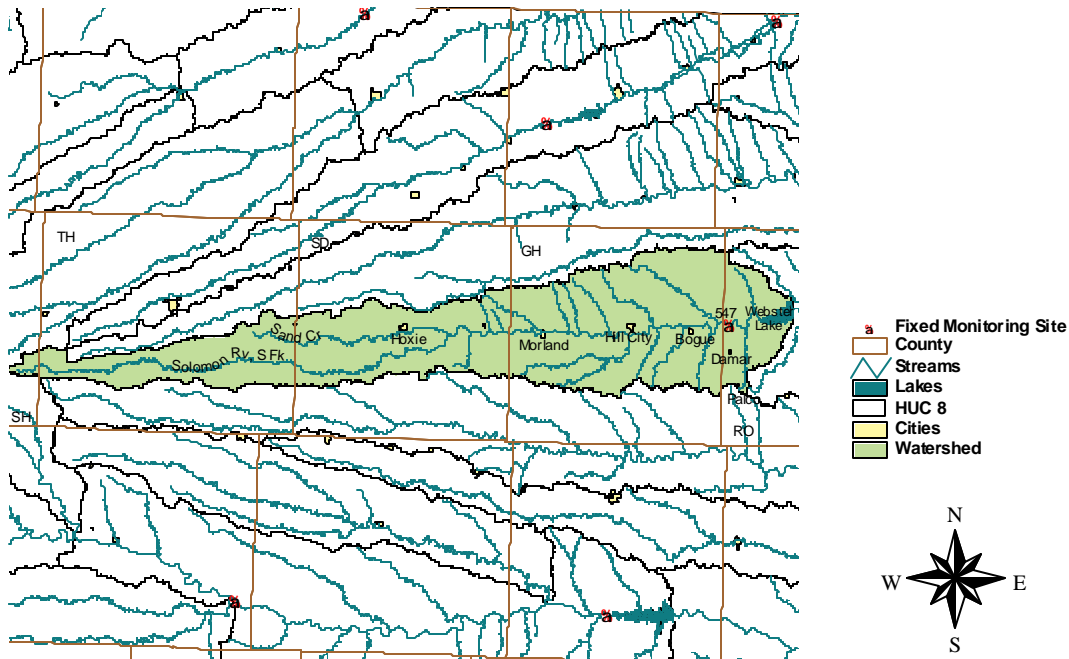 TH
SD
GH
547
Webster
Lake
Sand Cr.
Hoxie
Morland
Hill City
Bogue
Damar
Solomon Rv. S Fk.
Palco
SH
RO
Fixed Monitoring Site
County
Streams
Lakes
HUC 8
Cities
Watershed
N
W
E
S